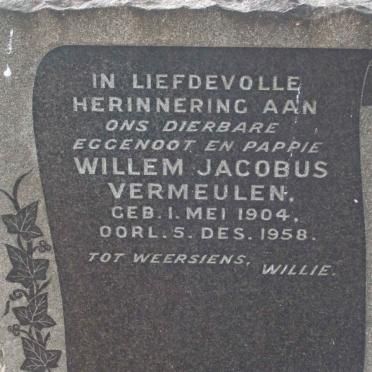 IN LIEFDEVOLLE
HERINNERING AAN
ONS DIERBARE
EGGENOOT EN PAPPIE
WILLEM JACOBUS
VERMEULEN,
GEB. 1. MEI 1904,
OORL. 5. DES. 1958.
TOT WEERSIENS, WILLIE.